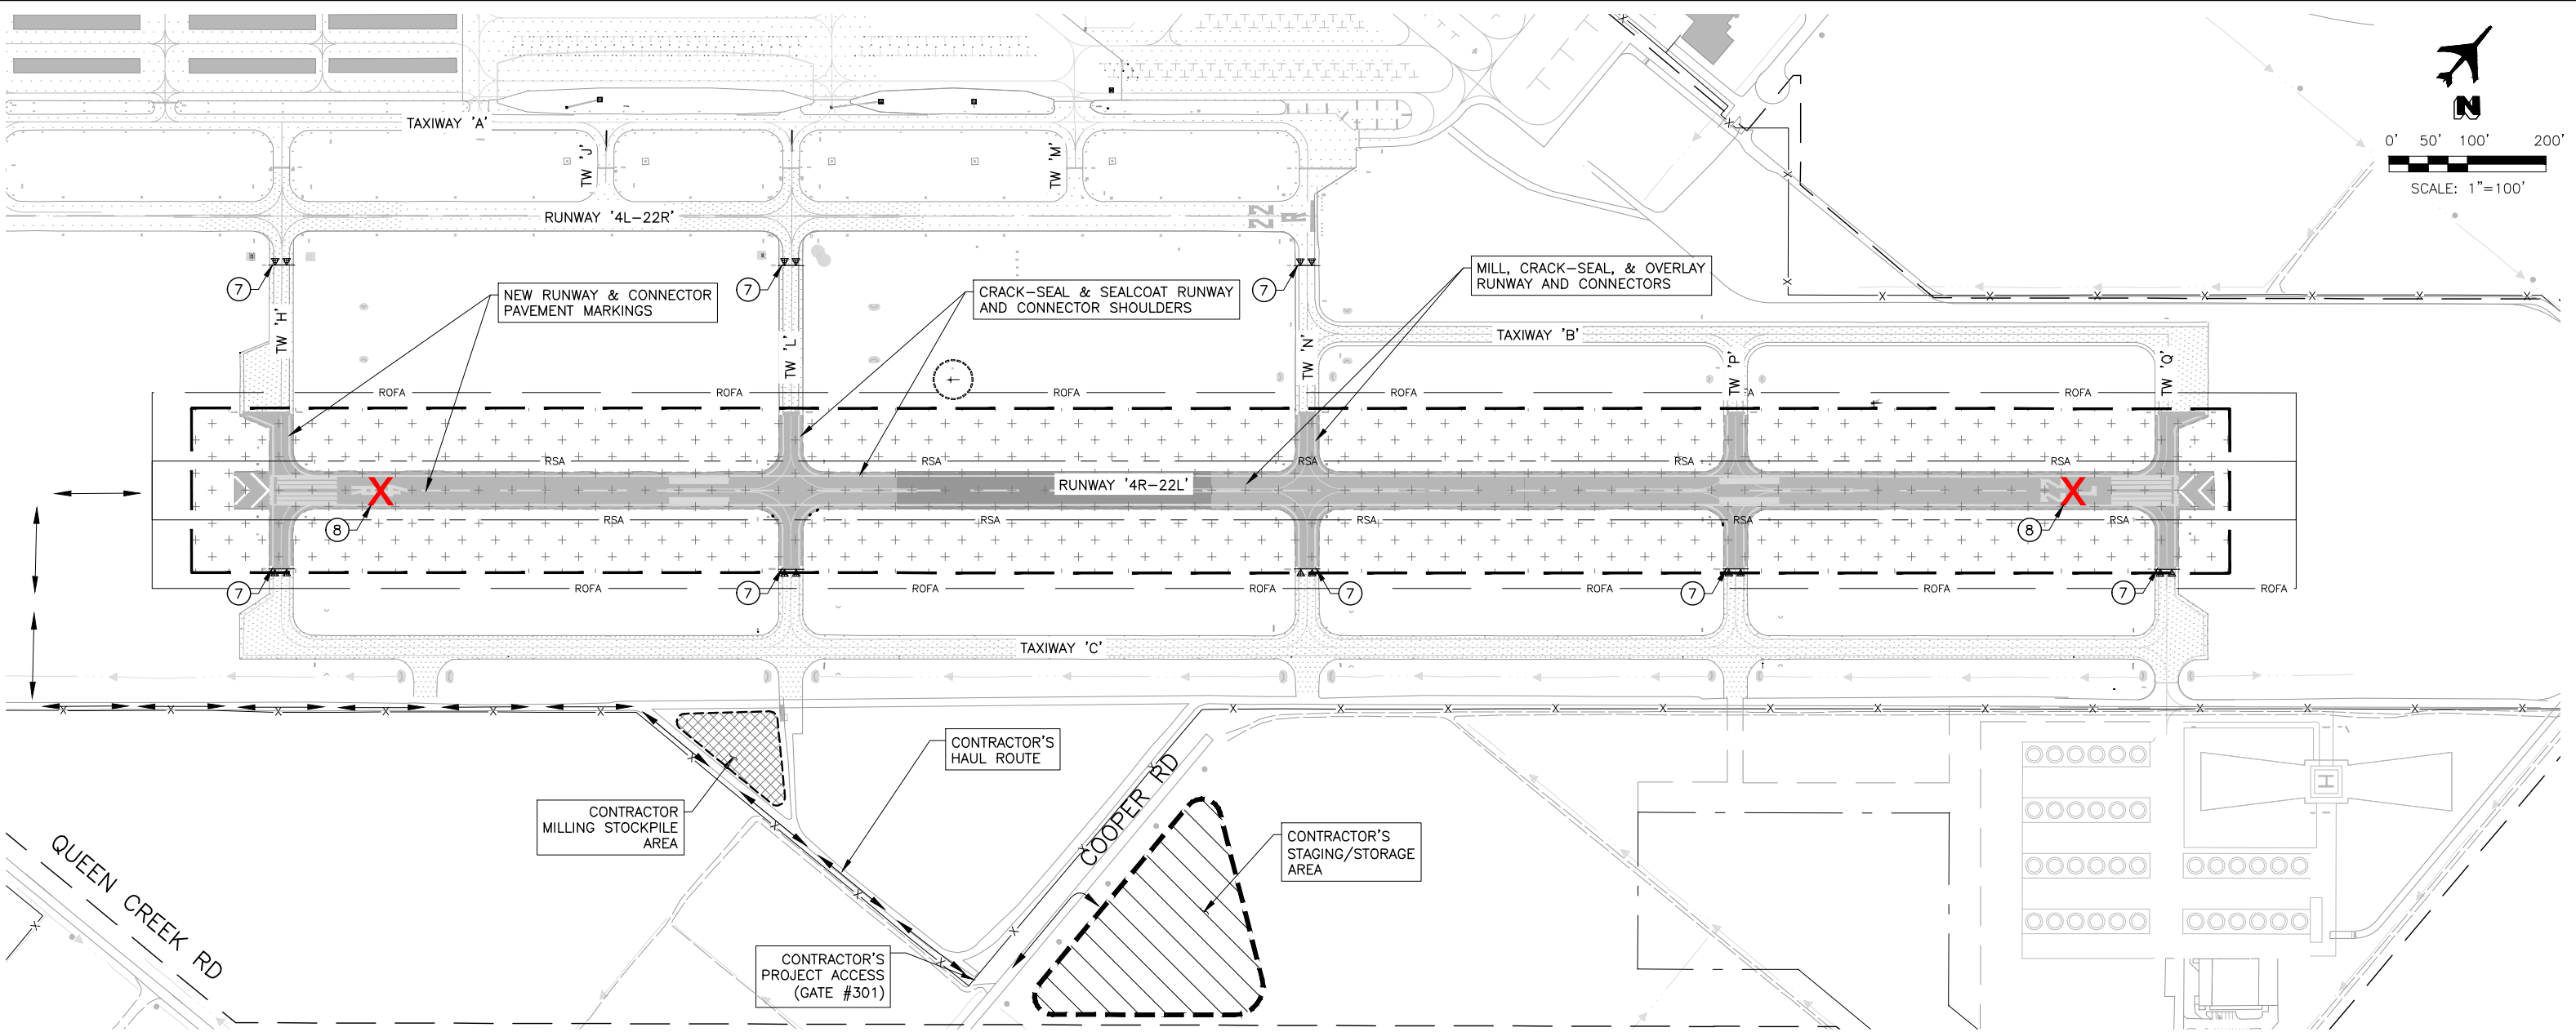 TAXIWAY 'A'
0' 50' 100' 200'
SCALE: 1"=100'
N
TW 'J'
TW 'M'
RUNWAY '4L-22R'
22
R
7
7
7
NEW RUNWAY & CONNECTOR
PAVEMENT MARKINGS
CRACK-SEAL & SEALCOAT RUNWAY
AND CONNECTOR SHOULDERS
MILL, CRACK-SEAL, & OVERLAY
RUNWAY AND CONNECTORS
TW 'H'
TW 'L'
TW 'N'
TAXIWAY 'B'
TW 'P'
TW 'Q'
ROFA
ROFA
ROFA
ROFA
ROFA
RSA
RSA
RSA
RSA
RSA
X
RUNWAY '4R-22L'
X
8
RSA
RSA
RSA
RSA
RSA
8
ROFA
ROFA
ROFA
ROFA
ROFA
ROFA
7
7
7
7
7
TAXIWAY 'C'
CONTRACTOR'S
HAUL ROUTE
CONTRACTOR
MILLING STOCKPILE
AREA
COOPER RD
CONTRACTOR'S
STAGING/STORAGE
AREA
QUEEN CREEK RD
CONTRACTOR'S
PROJECT ACCESS
(GATE #301)
H